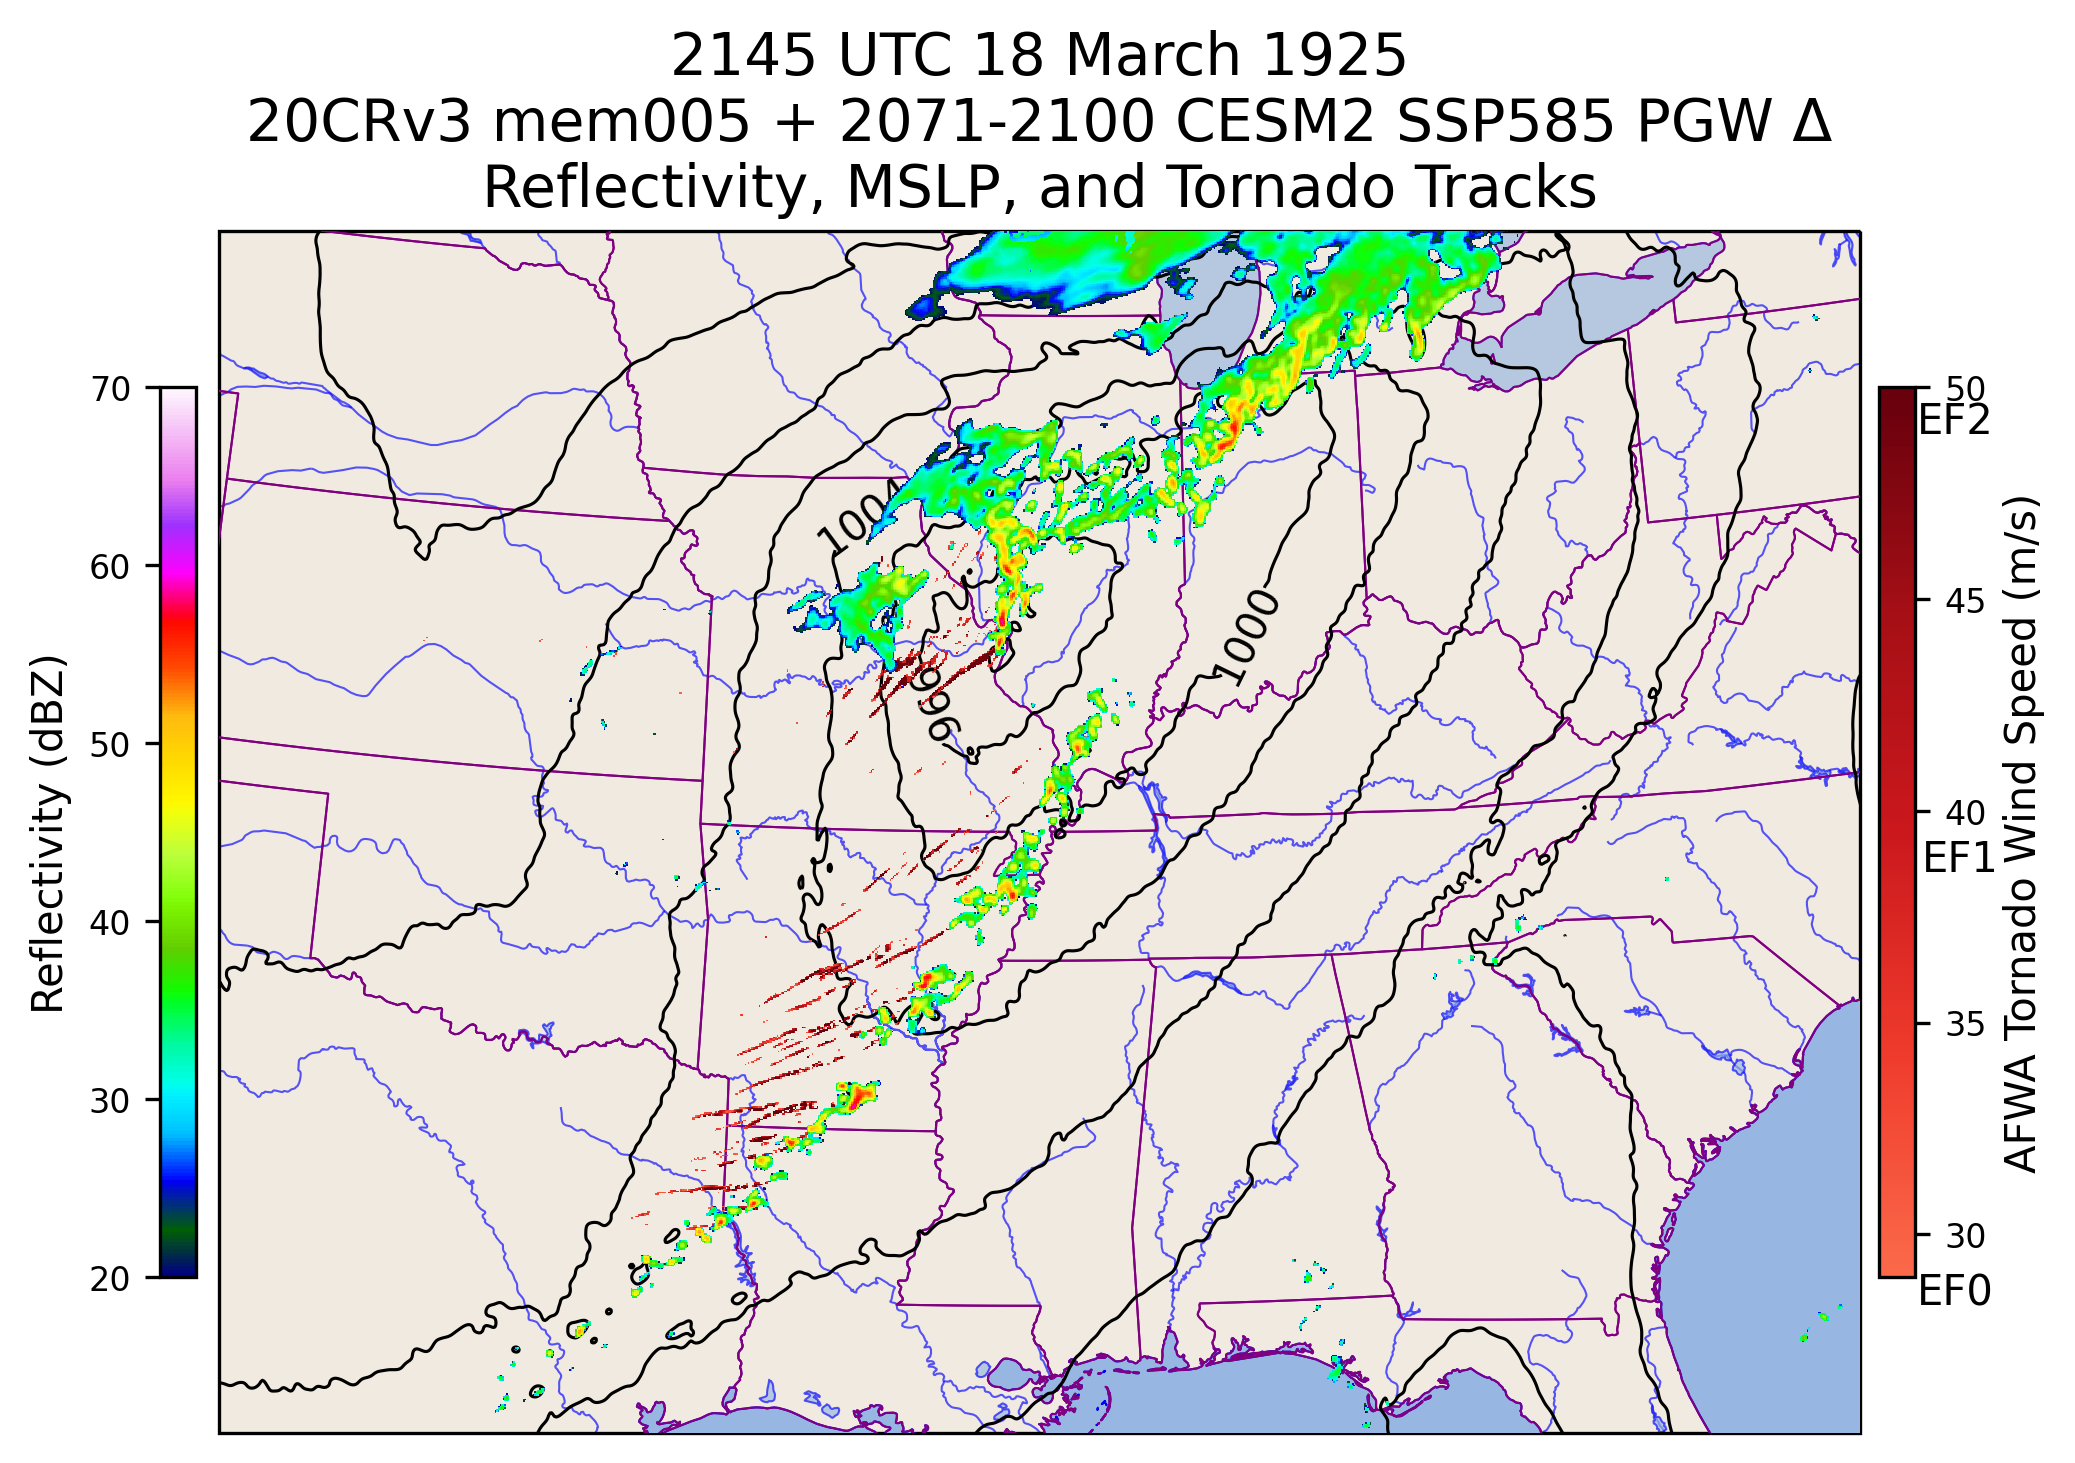 2145 UTC 18 March 1925
20CRv3 mem005 + 2071-2100 CESM2 SSP585 PGW Δ
Reflectivity, MSLP, and Tornado Tracks
70
60
50
40
30
20
Reflectivity (dBZ)
1004
996
1000
50
EF2
45
40
EF1
35
30
EF0
AFWA Tornado Wind Speed (m/s)